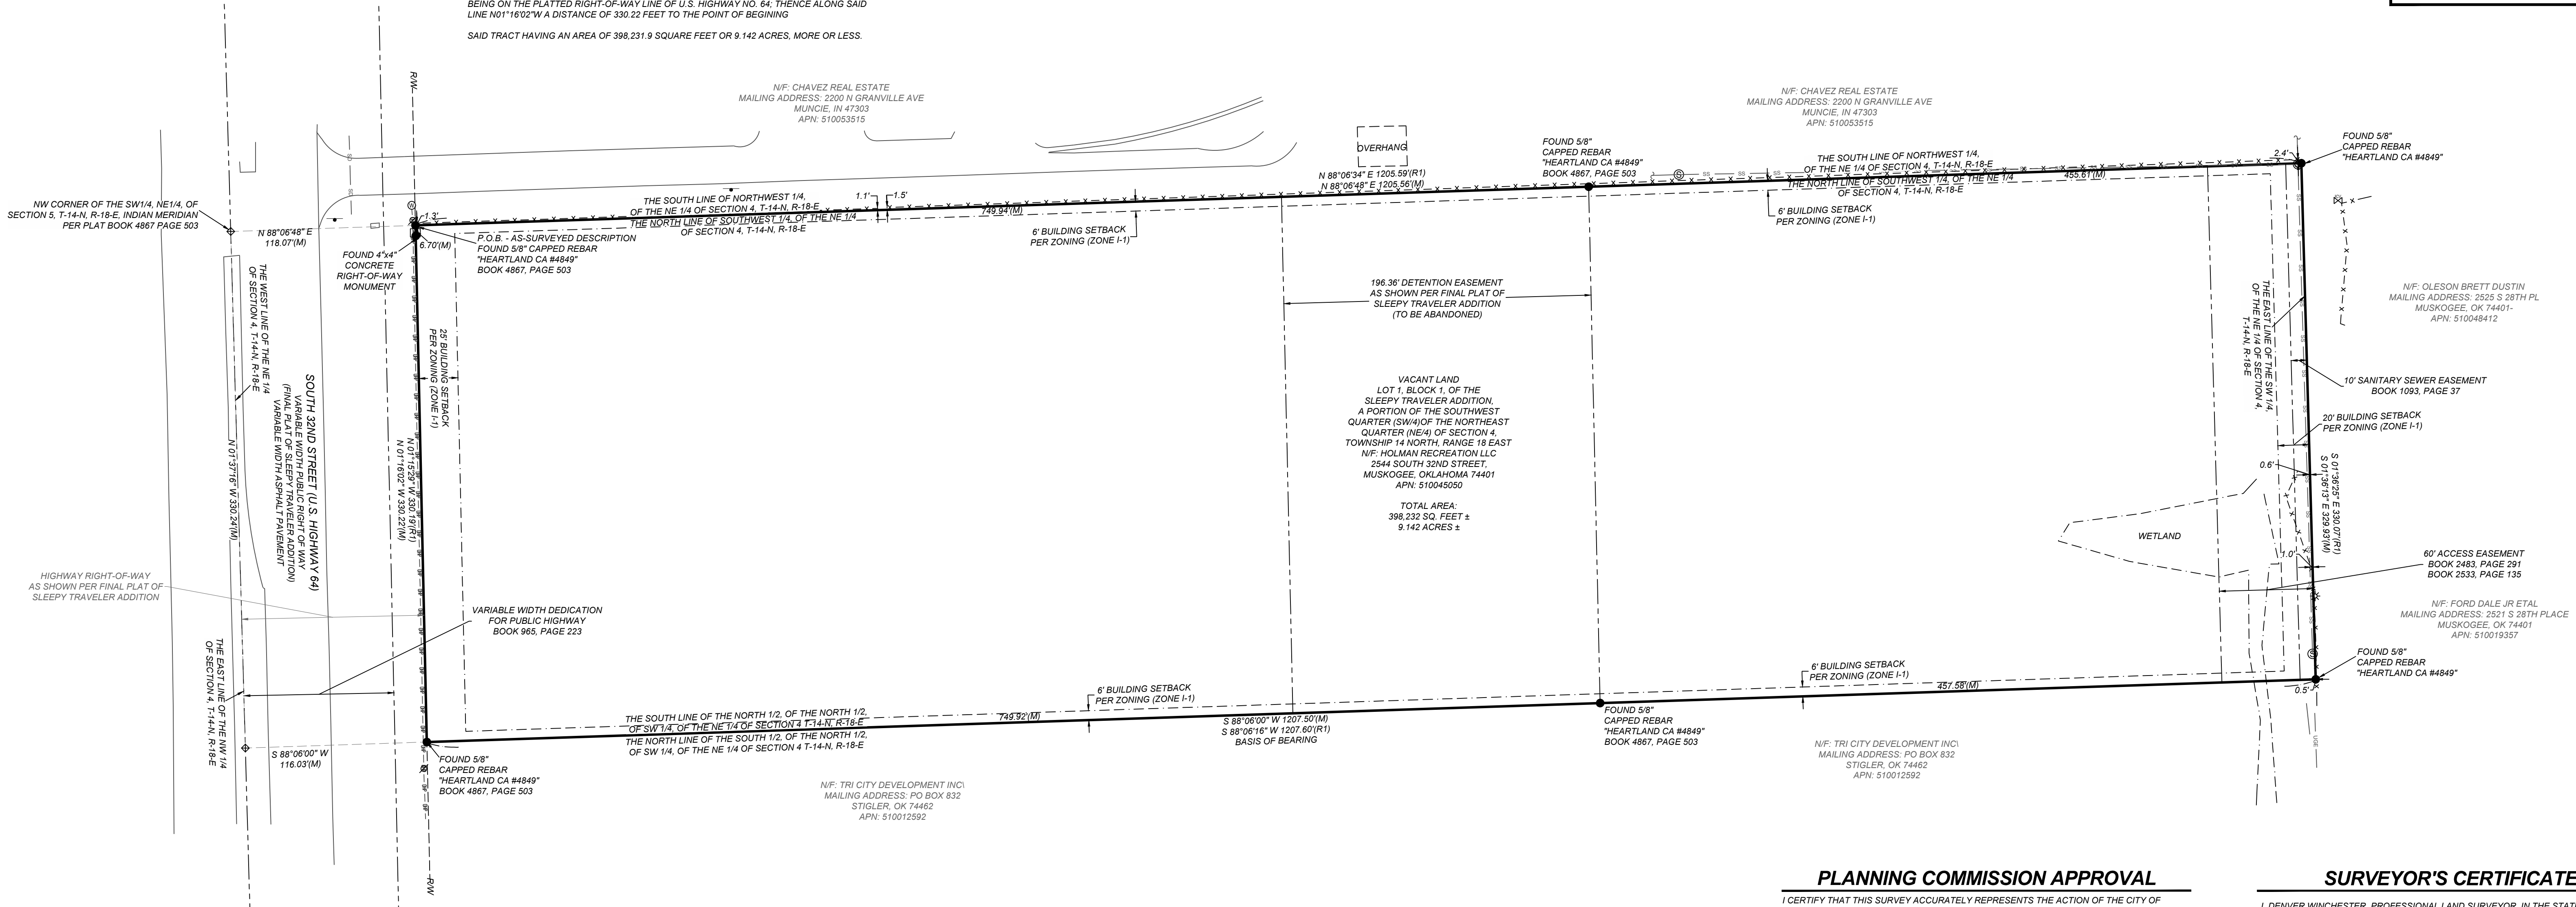 BEING ON THE PLATTED RIGHT-OF-WAY LINE OF U.S. HIGHWAY NO. 64; THENCE ALONG SAID
LINE N01°16'02"W A DISTANCE OF 330.22 FEET TO THE POINT OF BEGINING
SAID TRACT HAVING AN AREA OF 398,231.9 SQUARE FEET OR 9.142 ACRES, MORE OR LESS.
R/W
N/F: CHAVEZ REAL ESTATE
MAILING ADDRESS: 2200 N GRANVILLE AVE
MUNCIE, IN 47303
APN: 510053515
N/F: CHAVEZ REAL ESTATE
MAILING ADDRESS: 2200 N GRANVILLE AVE
MUNCIE, IN 47303
APN: 510053515
OVERHANG
FOUND 5/8"
CAPPED REBAR
"HEARTLAND CA #4849"
BOOK 4867, PAGE 503
FOUND 5/8"
CAPPED REBAR
"HEARTLAND CA #4849"
2.4'
THE SOUTH LINE OF NORTHWEST 1/4,
OF THE NE 1/4 OF SECTION 4, T-14-N, R-18-E
THE NORTH LINE OF SOUTHWEST 1/4, OF THE NE 1/4
OF SECTION 4, T-14-N, R-18-E
455.61'(M)
N 88°06'34" E 1205.59'(R1)
N 88°06'48" E 1205.56'(M)
NW CORNER OF THE SW1/4, NE1/4, OF
SECTION 5, T-14-N, R-18-E, INDIAN MERIDIAN
PER PLAT BOOK 4867 PAGE 503
N 88°06'48" E
118.07'(M)
1.3'
6.70'(M)
1.1'
1.5'
THE SOUTH LINE OF NORTHWEST 1/4,
OF THE NE 1/4 OF SECTION 4, T-14-N, R-18-E
THE NORTH LINE OF SOUTHWEST 1/4, OF THE NE 1/4
OF SECTION 4, T-14-N, R-18-E
749.94'(M)
6' BUILDING SETBACK
PER ZONING (ZONE I-1)
6' BUILDING SETBACK
PER ZONING (ZONE I-1)
FOUND 4"x4"
CONCRETE
RIGHT-OF-WAY
MONUMENT
P.O.B. - AS-SURVEYED DESCRIPTION
FOUND 5/8" CAPPED REBAR
"HEARTLAND CA #4849"
BOOK 4867, PAGE 503
196.36' DETENTION EASEMENT
AS SHOWN PER FINAL PLAT OF
SLEEPY TRAVELER ADDITION
(TO BE ABANDONED)
N/F: OLESON BRETT DUSTIN
MAILING ADDRESS: 2525 S 28TH PL
MUSKOGEE, OK 74401-
APN: 510048412
THE WEST LINE OF THE NE 1/4
OF SECTION 4, T-14-N, R-18-E
25' BUILDING SETBACK
PER ZONING (ZONE I-1)
THE EAST LINE OF THE SW 1/4,
OF THE NE 1/4 OF SECTION 4,
T-14-N, R-18-E
VACANT LAND
LOT 1, BLOCK 1, OF THE
SLEEPY TRAVELER ADDITION,
A PORTION OF THE SOUTHWEST
QUARTER (SW/4)OF THE NORTHEAST
QUARTER (NE/4) OF SECTION 4,
TOWNSHIP 14 NORTH, RANGE 18 EAST
N/F: HOLMAN RECREATION LLC
2544 SOUTH 32ND STREET,
MUSKOGEE, OKLAHOMA 74401
APN: 510045050
TOTAL AREA:
398,232 SQ. FEET ±
9.142 ACRES ±
10' SANITARY SEWER EASEMENT
BOOK 1093, PAGE 37
20' BUILDING SETBACK
PER ZONING (ZONE I-1)
0.6'
S 01°36'25" E 330.07'(R1)
S 01°36'13" E 329.93'(M)
1.0'
WETLAND
60' ACCESS EASEMENT
BOOK 2483, PAGE 291
BOOK 2533, PAGE 135
N 01°37'16" W 330.24'(M)
SOUTH 32ND STREET (U.S. HIGHWAY 64)
VARIABLE WIDTH PUBLIC RIGHT OF WAY
(FINAL PLAT OF SLEEPY TRAVELER ADDITION)
VARIABLE WIDTH ASPHALT PAVEMENT
N 01°15'29" W 330.19'(R1)
N 01°16'02" W 330.22'(M)
HIGHWAY RIGHT-OF-WAY
AS SHOWN PER FINAL PLAT OF
SLEEPY TRAVELER ADDITION
VARIABLE WIDTH DEDICATION
FOR PUBLIC HIGHWAY
BOOK 965, PAGE 223
N/F: FORD DALE JR ETAL
MAILING ADDRESS: 2521 S 28TH PLACE
MUSKOGEE, OK 74401
APN: 510019357
FOUND 5/8"
CAPPED REBAR
"HEARTLAND CA #4849"
0.5'
THE EAST LINE OF THE NW 1/4
OF SECTION 4, T-14-N, R-18-E
6' BUILDING SETBACK
PER ZONING (ZONE I-1)
6' BUILDING SETBACK
PER ZONING (ZONE I-1)
457.58'(M)
THE SOUTH LINE OF THE NORTH 1/2, OF THE NORTH 1/2,
OF SW 1/4, OF THE NE 1/4 OF SECTION 4 T-14-N, R-18-E
THE NORTH LINE OF THE SOUTH 1/2, OF THE NORTH 1/2,
OF SW 1/4, OF THE NE 1/4 OF SECTION 4 T-14-N, R-18-E
749.92'(M)
S 88°06'00" W 1207.50'(M)
S 88°06'16" W 1207.60'(R1)
BASIS OF BEARING
FOUND 5/8"
CAPPED REBAR
"HEARTLAND CA #4849"
BOOK 4867, PAGE 503
S 88°06'00" W
116.03'(M)
FOUND 5/8"
CAPPED REBAR
"HEARTLAND CA #4849"
BOOK 4867, PAGE 503
N/F: TRI CITY DEVELOPMENT INC\
MAILING ADDRESS: PO BOX 832
STIGLER, OK 74462
APN: 510012592
N/F: TRI CITY DEVELOPMENT INC\
MAILING ADDRESS: PO BOX 832
STIGLER, OK 74462
APN: 510012592
UGE
R/W
PLANNING COMMISSION APPROVAL
I CERTIFY THAT THIS SURVEY ACCURATELY REPRESENTS THE ACTION OF THE CITY OF
SURVEYOR'S CERTIFICATE
I, DENVER WINCHESTER, PROFESSIONAL LAND SURVEYOR, IN THE STATE